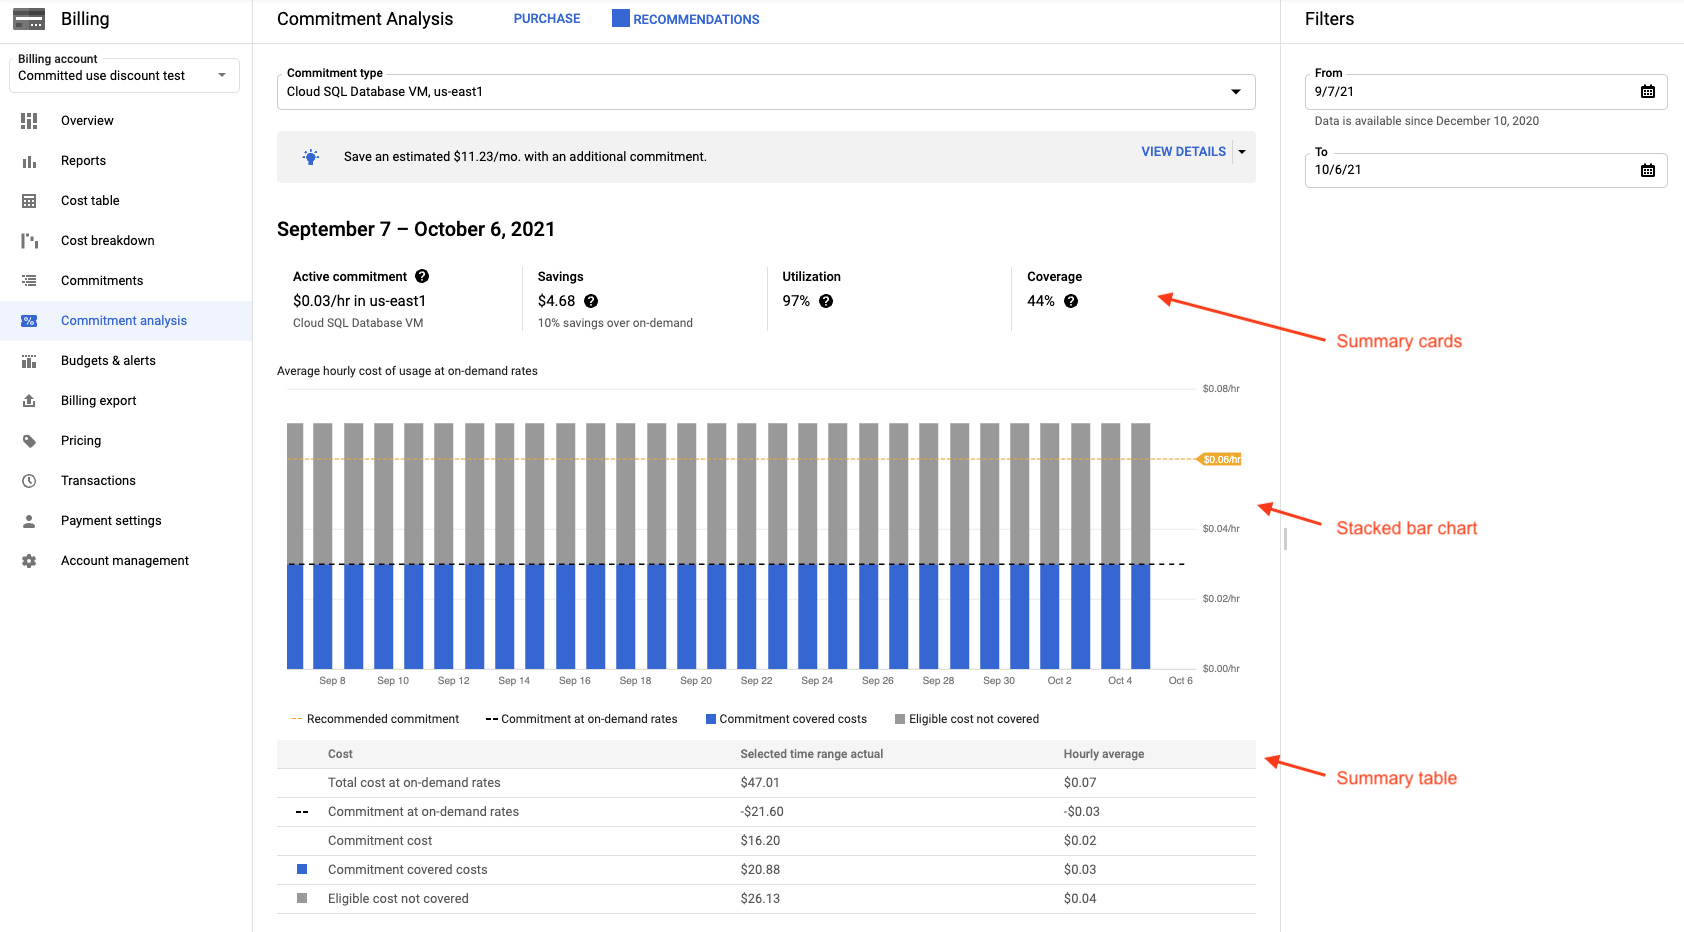 Billing
Billing account
Committed use discount test
Overview
Reports
Cost table
Cost breakdown
Commitments
Commitment analysis
Budgets & alerts
Billing export
Pricing
Transactions
Payment settings
Account management
Commitment Analysis PURCHASE RECOMMENDATIONS
Commitment type
Cloud SQL Database VM, us-east1
Save an estimated $11.23/mo. with an additional commitment. VIEW DETAILS
September 7 – October 6, 2021
Active commitment ?
$0.03/hr in us-east1
Cloud SQL Database VM
Savings
$4.68 ?
10% savings over on-demand
Utilization
97% ?
Coverage
44% ?
Summary cards
Average hourly cost of usage at on-demand rates
$0.08/hr
$0.06/hr
$0.04/hr
$0.02/hr
$0.00/hr
Stacked bar chart
Sep 8 Sep 10 Sep 12 Sep 14 Sep 16 Sep 18 Sep 20 Sep 22 Sep 24 Sep 26 Sep 28 Sep 30 Oct 2 Oct 4 Oct 6
Recommended commitment Commitment at on-demand rates Commitment covered costs Eligible cost not covered
Cost Selected time range actual Hourly average
Total cost at on-demand rates $47.01 $0.07
Commitment at on-demand rates -$21.60 -$0.03
Commitment cost $16.20 $0.02
Commitment covered costs $20.88 $0.03
Eligible cost not covered $26.13 $0.04
Summary table
Filters
From
9/7/21
Data is available since December 10, 2020
To
10/6/21